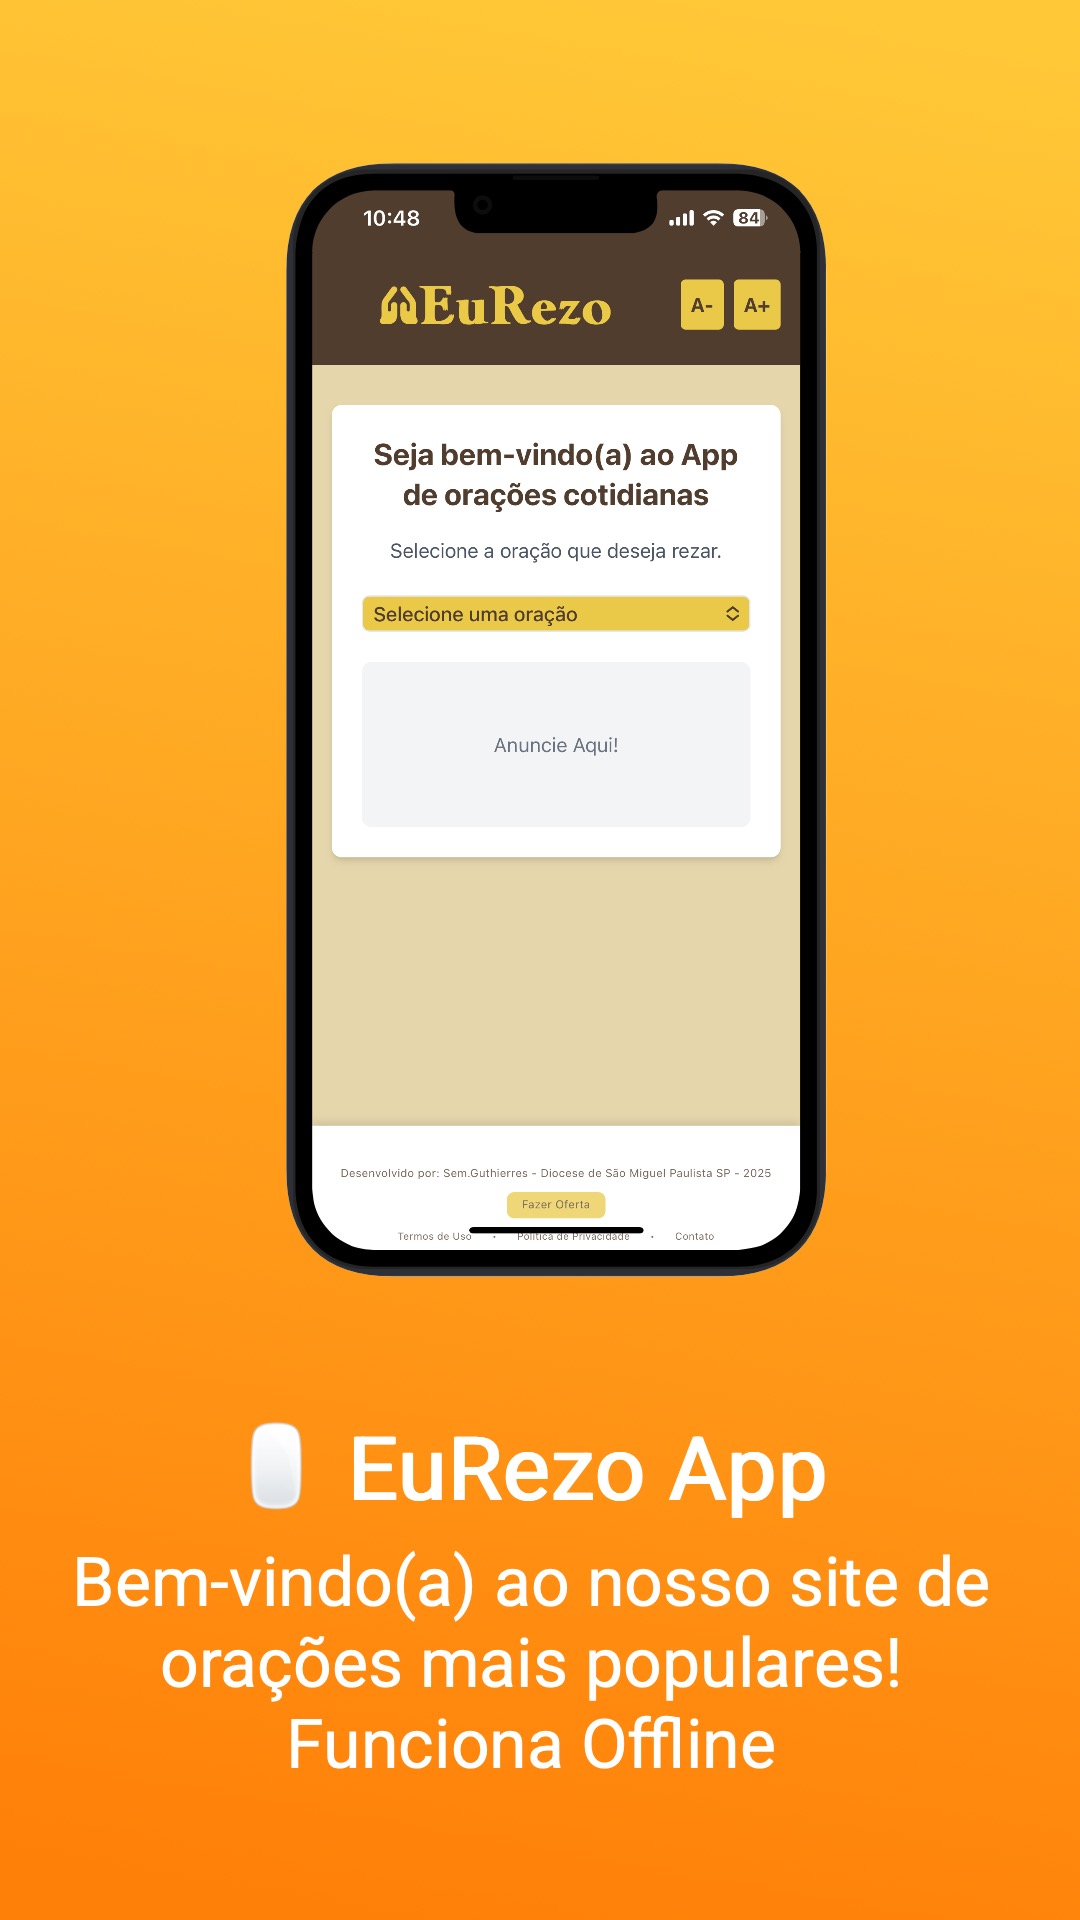 10:48
84
EuRezo
A-
A+
Seja bem-vindo(a) ao App
de orações cotidianas
Selecione a oração que deseja rezar.
Selecione uma oração
Anuncie Aqui!
Desenvolvido por: Sem.Guthierres - Diocese de São Miguel Paulista SP - 2025
Fazer Oferta
Termos de Uso • Política de Privacidade • Contato
EuRezo App
Bem-vindo(a) ao nosso site de
orações mais populares!
Funciona Offline